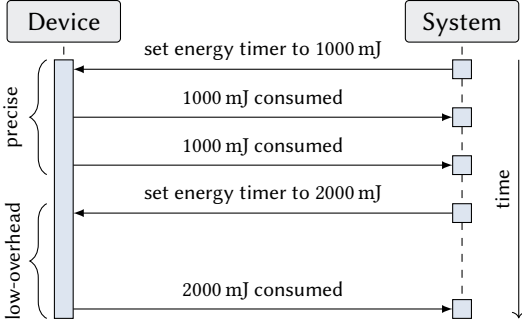 Device
System
set energy timer to 1000 mJ
1000 mJ consumed
precise
1000 mJ consumed
time
set energy timer to 2000 mJ
low-overhead
2000 mJ consumed